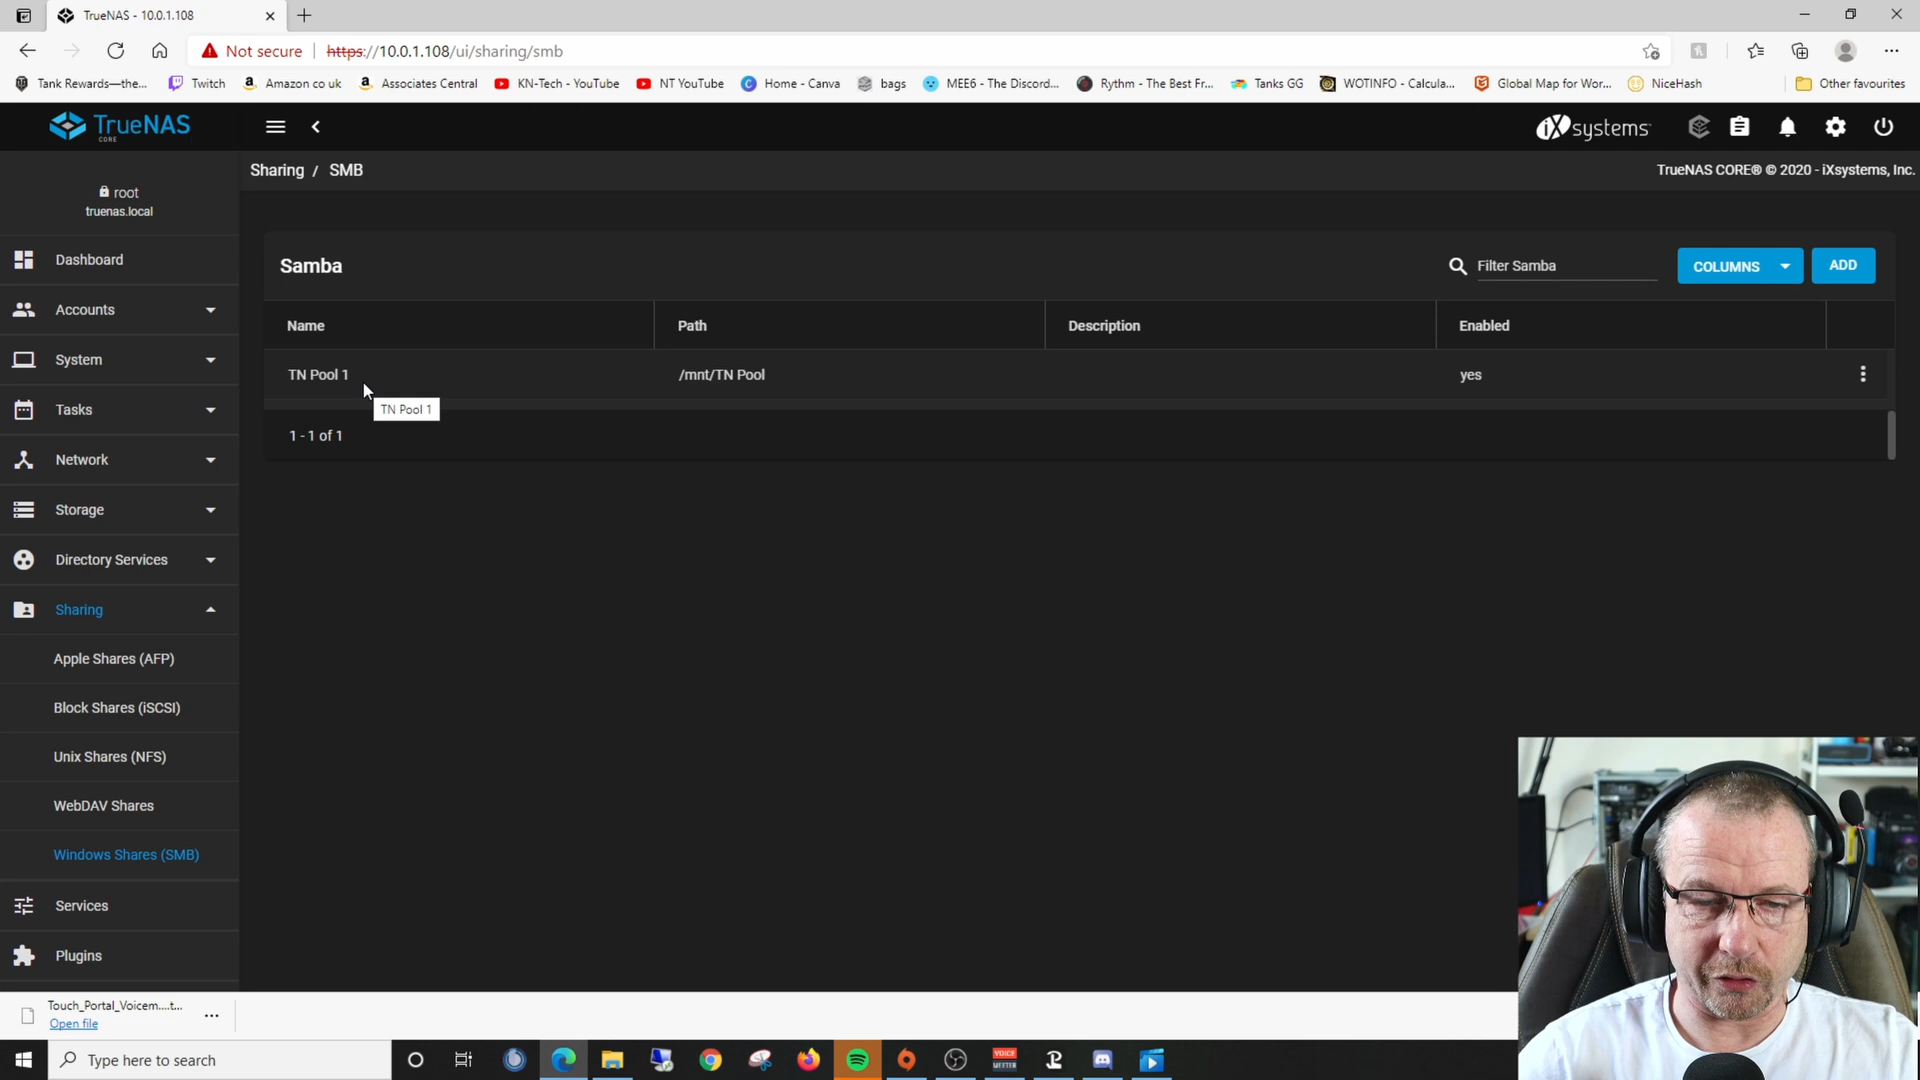 TrueNAS - 10.0.1.108
Not secure
https://10.0.1.108/ui/sharing/smb
Tank Rewards—the...
Twitch
Amazon co uk
Associates Central
KN-Tech - YouTube
NT YouTube
Home - Canva
bags
MEE6 - The Discord...
Rythm - The Best Fr...
Tanks GG
WOTINFO - Calcula...
Global Map for Wor...
NiceHash
Other favourites
TrueNAS
CORE
iXsystems
Sharing / SMB
TrueNAS CORE® © 2020 - iXsystems, Inc.
root
truenas.local
Dashboard
Accounts
System
Tasks
Network
Storage
Directory Services
Sharing
Apple Shares (AFP)
Block Shares (iSCSI)
Unix Shares (NFS)
WebDAV Shares
Windows Shares (SMB)
Services
Plugins
Samba
Filter Samba
COLUMNS
ADD
Name
Path
Description
Enabled
TN Pool 1
/mnt/TN Pool
yes
TN Pool 1
1 - 1 of 1
Touch_Portal_Voicem....t...
Open file
Type here to search
VOICE
MEETER